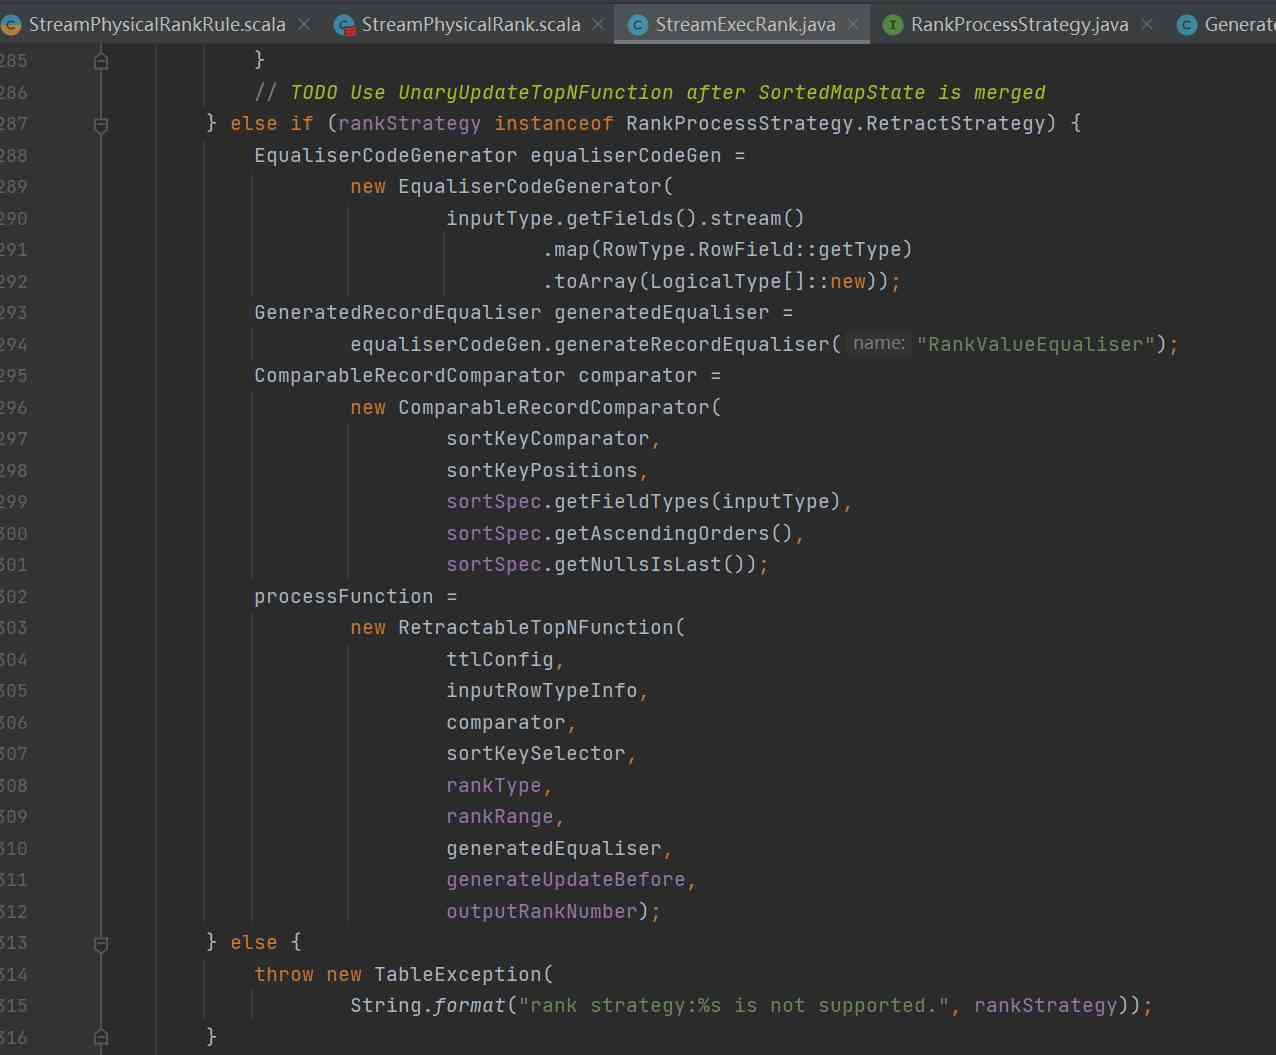 StreamPhysicalRankRule.scala StreamPhysicalRank.scala StreamExecRank.java RankProcessStrategy.java Generate
285 }
286 // TODO Use UnaryUpdateTopNFunction after SortedMapState is merged
287 } else if (rankStrategy instanceof RankProcessStrategy.RetractStrategy) {
288 EqualiserCodeGenerator equaliserCodeGen =
289 new EqualiserCodeGenerator(
290 inputType.getFields().stream()
291 .map(RowType.RowField::getType)
292 .toArray(LogicalType[]::new));
293 GeneratedRecordEqualiser generatedEqualiser =
294 equaliserCodeGen.generateRecordEqualiser( name: "RankValueEqualiser");
295 ComparableRecordComparator comparator =
296 new ComparableRecordComparator(
297 sortKeyComparator,
298 sortKeyPositions,
299 sortSpec.getFieldTypes(inputType),
300 sortSpec.getAscendingOrders(),
301 sortSpec.getNullsIsLast());
302 processFunction =
303 new RetractableTopNFunction(
304 ttlConfig,
305 inputRowTypeInfo,
306 comparator,
307 sortKeySelector,
308 rankType,
309 rankRange,
310 generatedEqualiser,
311 generateUpdateBefore,
312 outputRankNumber);
313 } else {
314 throw new TableException(
315 String.format("rank strategy:%s is not supported.", rankStrategy));
316 }